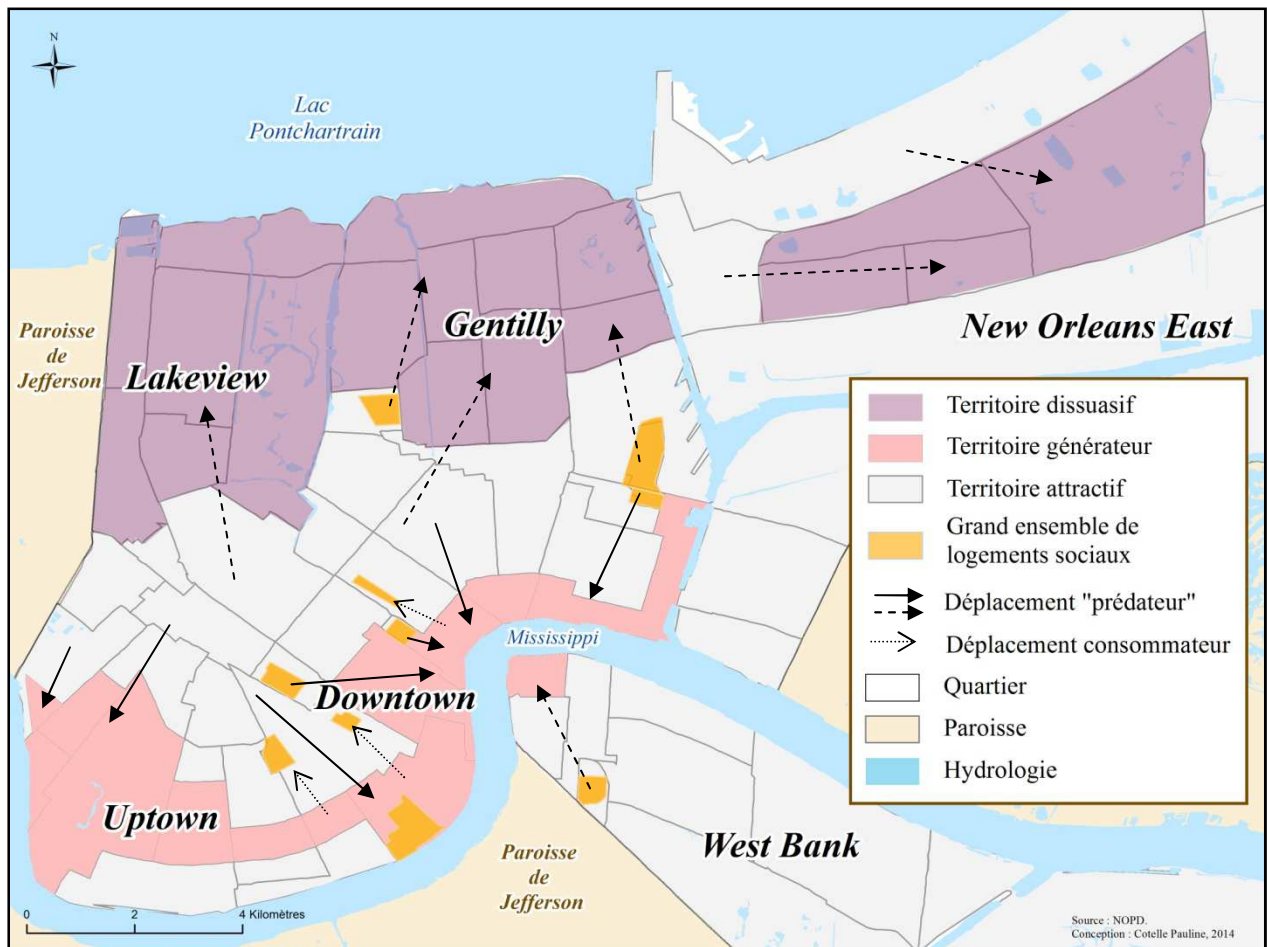 N
Lac
Pontchartrain
Paroisse
de
Jefferson
Lakeview
Gentilly
New Orleans East
Territoire dissuasif
Territoire générateur
Territoire attractif
Grand ensemble de
logements sociaux
Déplacement "prédateur"
Déplacement consommateur
Quartier
Paroisse
Hydrologie
Mississippi
Downtown
Uptown
West Bank
Paroisse
de
Jefferson
0 2 4 Kilomètres
Source : NOPD.
Conception : Cotelle Pauline, 2014